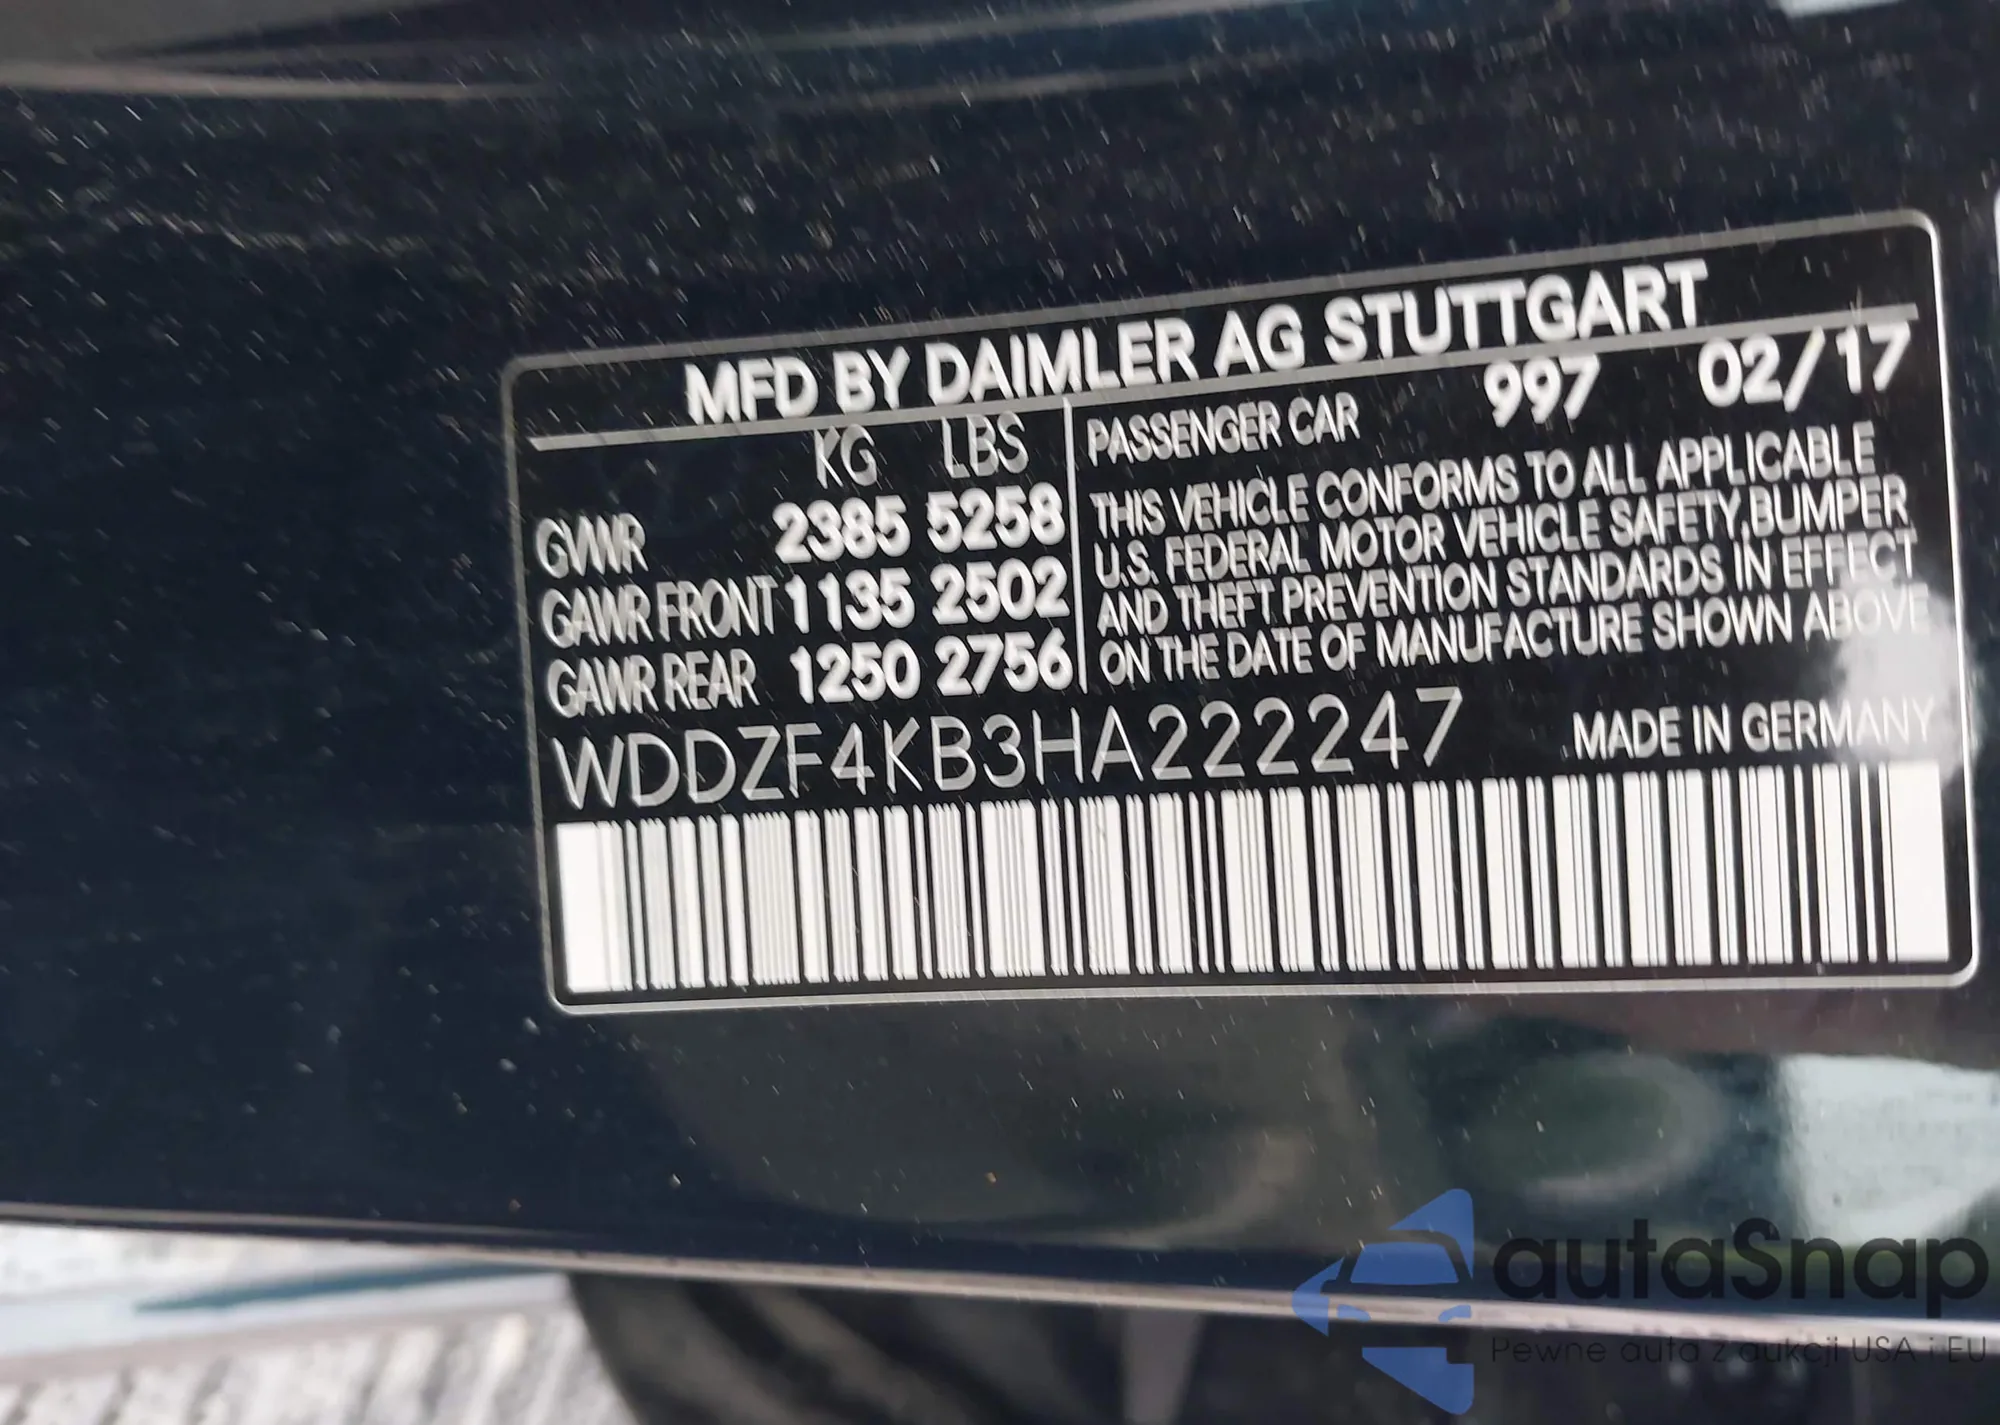 MFD BY DAIMLER AG STUTTGART
KG LBS
GVWR 2385 5258
GAWR FRONT 1135 2502
GAWR REAR 1250 2756
PASSENGER CAR 997 02/17
THIS VEHICLE CONFORMS TO ALL APPLICABLE
U.S. FEDERAL MOTOR VEHICLE SAFETY,BUMPER
AND THEFT PREVENTION STANDARDS IN EFFECT
ON THE DATE OF MANUFACTURE SHOWN ABOVE
WDDZF4KB3HA222247
MADE IN GERMANY
autaSnap
Pewne auta z aukcji USA i EU